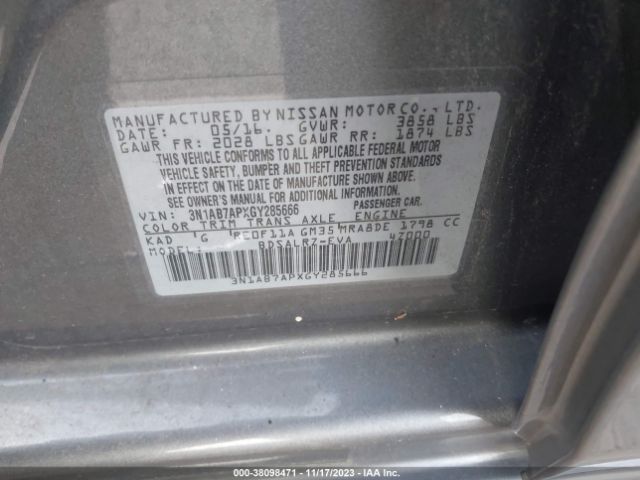 MANUFACTURED BY NISSAN MOTOR CO., LTD.
DATE: 05/16. GVWR: 3858 LBS
GAWR FR: 2028 LBS GAWR RR: 1874 LBS
THIS VEHICLE CONFORMS TO ALL APPLICABLE FEDERAL MOTOR
VEHICLE SAFETY, BUMPER AND THEFT PREVENTION STANDARDS
IN EFFECT ON THE DATE OF MANUFACTURE SHOWN ABOVE.
SEE OWNER'S MANUAL FOR ADDITIONAL INFORMATION.
VIN: 3N1AB7APXGY285666 PASSENGER CAR.
COLOR TRIM TRANS AXLE ENGINE
KAD G RE0F11A GM35 MRA8DE 1798 CC
MODEL: BDSALRZ-EVA 47000
3N1AB7APXGY285666
000-38098471 — 11/17/2023 — IAA Inc.